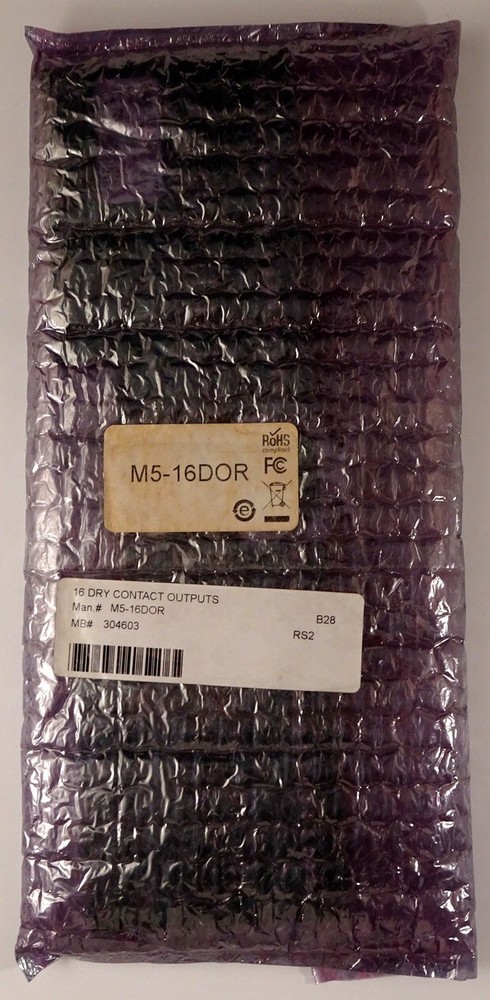 M5-16DOR
RoHS
compliant
FC
e
16 DRY CONTACT OUTPUTS
Man.# M5-16DOR
B28
MB# 304603
RS2